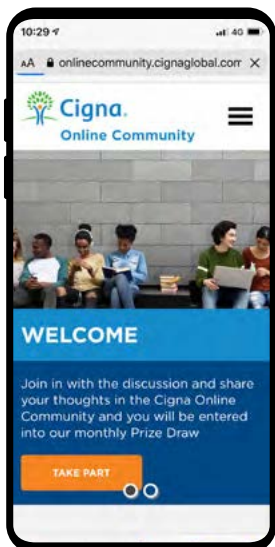 10:29
4G
AA onlinecommunity.cignaglobal.com X
Cigna.
Online Community
WELCOME
Join in with the discussion and share
your thoughts in the Cigna Online
Community and you will be entered
into our monthly Prize Draw
TAKE PART